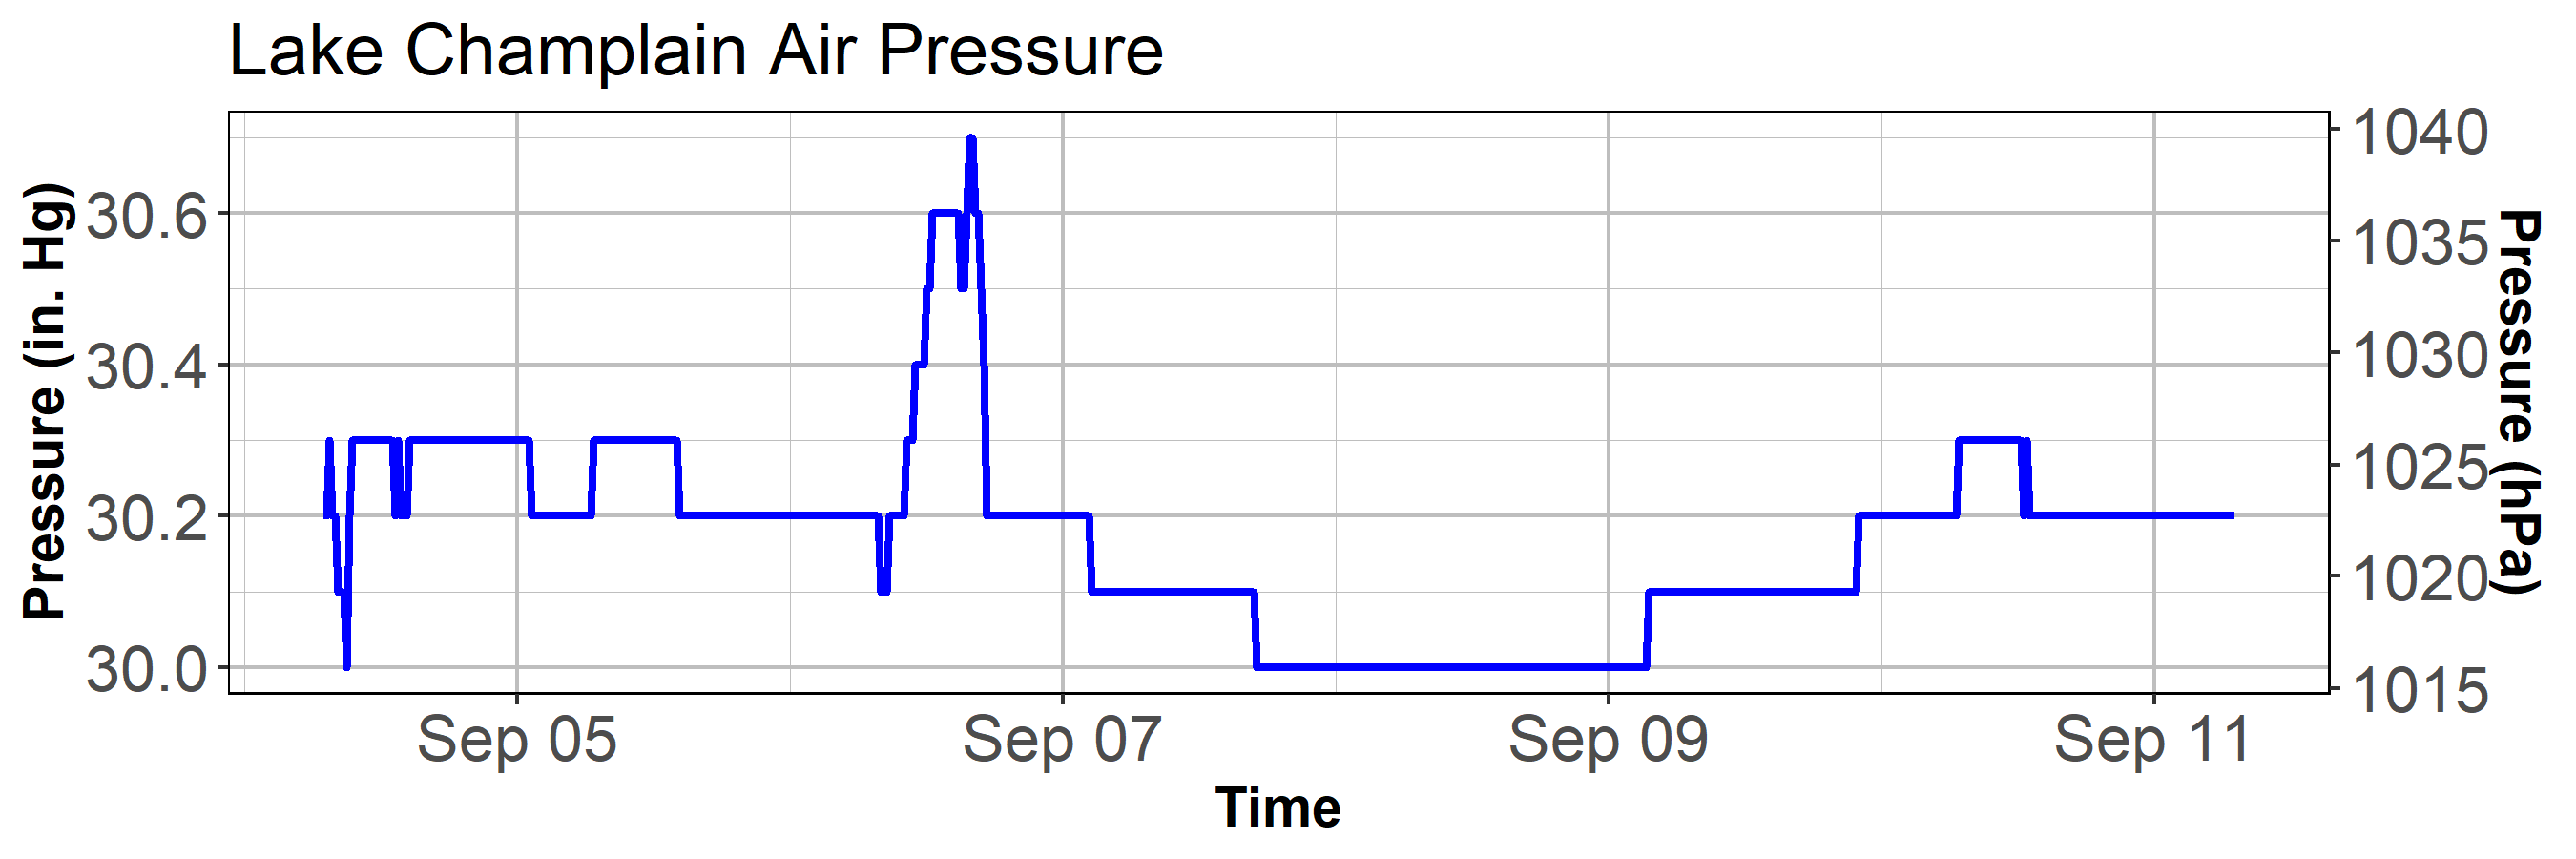 Lake Champlain Air Pressure
Pressure (in. Hg)
30.6
30.4
30.2
30.0
1040
1035
1030
1025
1020
1015
Pressure (hPa)
Sep 05 Sep 07 Sep 09 Sep 11
Time